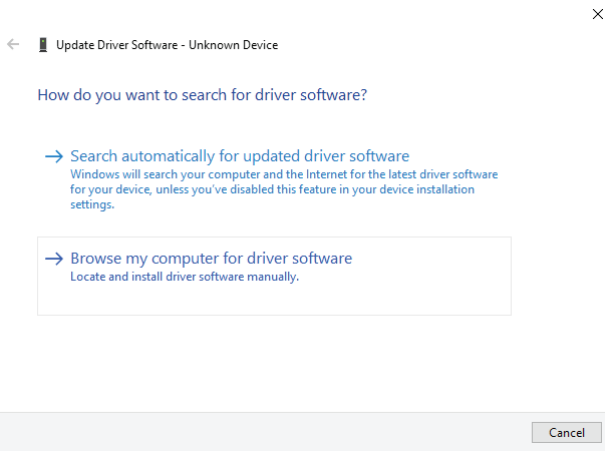 Update Driver Software - Unknown Device
How do you want to search for driver software?
Search automatically for updated driver software
Windows will search your computer and the Internet for the latest driver software
for your device, unless you've disabled this feature in your device installation
settings.
Browse my computer for driver software
Locate and install driver software manually.
Cancel